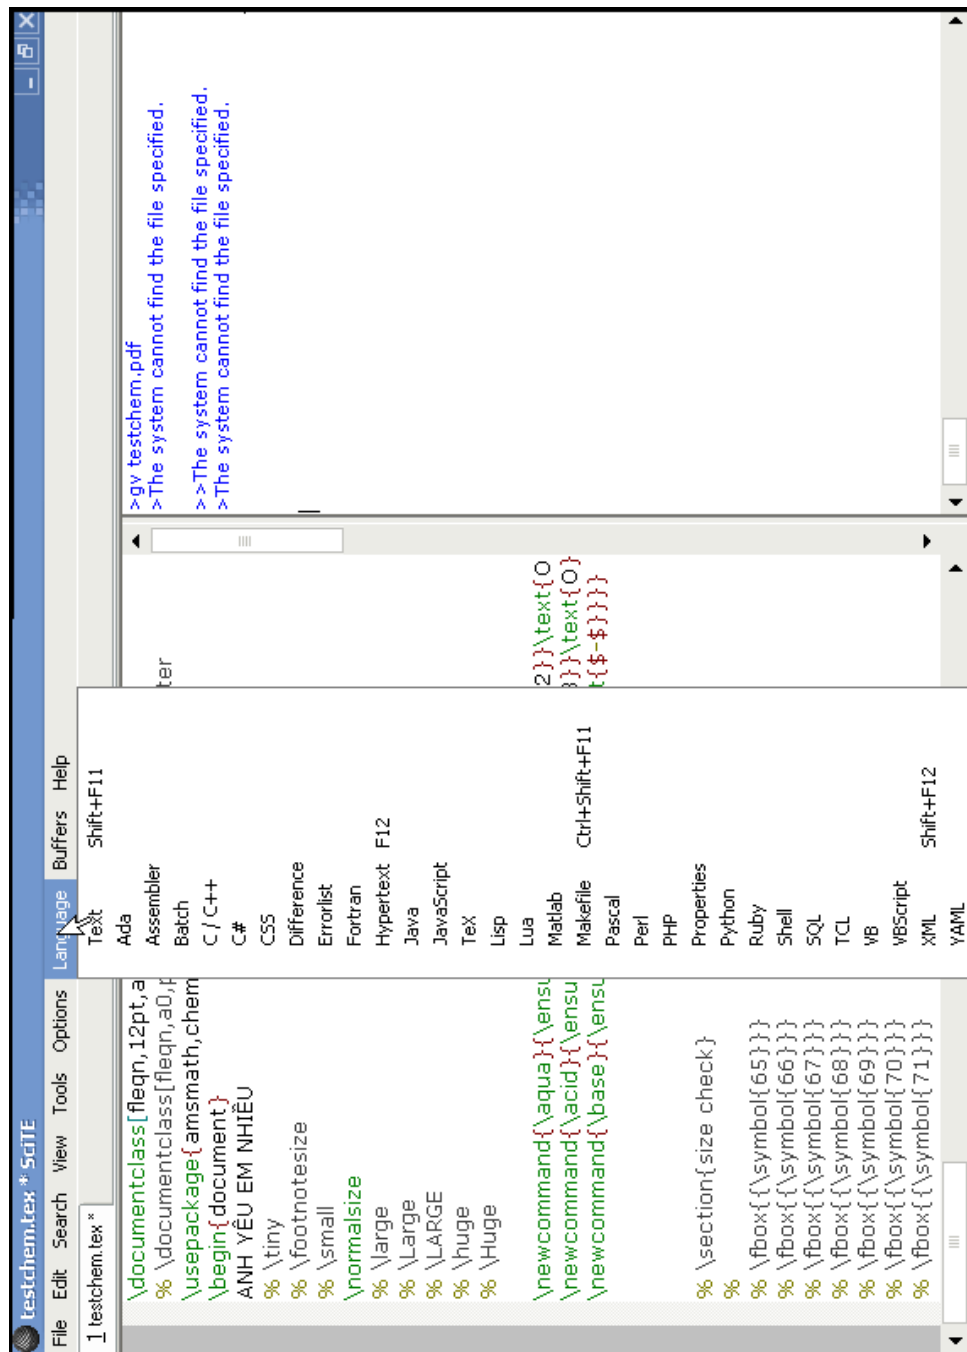 testchem.tex * SciTE
File Edit Search View Tools Options Language Buffers Help
1 testchem.tex *
\documentclass[fleqn,12pt,a
% \documentclass[fleqn,a0,p
\usepackage{amsmath,chem
\begin{document}
ANH YÊU EM NHIỀU
% \tiny
% \footnotesize
% \small
\normalsize
% \large
% \Large
% \LARGE
% \huge
% \Huge
\newcommand{\aqua}{\ensu
\newcommand{\acid}{\ensu
\newcommand{\base}{\ensu
% \section{size check}
%
% \fbox{{\symbol{65}}}
% \fbox{{\symbol{66}}}
% \fbox{{\symbol{67}}}
% \fbox{{\symbol{68}}}
% \fbox{{\symbol{69}}}
% \fbox{{\symbol{70}}}
% \fbox{{\symbol{71}}}
Text Shift+F11
Ada
Assembler
Batch
C / C++
C#
CSS
Difference
Errorlist
Fortran
Hypertext F12
Java
JavaScript
TeX
Lisp
Lua
Matlab
Makefile Ctrl+Shift+F11
Pascal
Perl
PHP
Properties
Python
Ruby
Shell
SQL
TCL
VB
VBScript
XML Shift+F12
YAML
ter
2}}\text{O
}}\text{O}
{$-$}}}}
>gv testchem.pdf
>The system cannot find the file specified.
>>The system cannot find the file specified.
>The system cannot find the file specified.